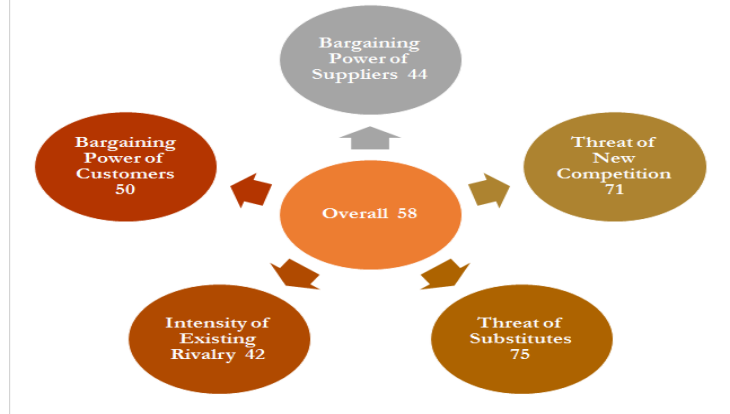 Bargaining
Power of
Suppliers 44
Bargaining
Power of
Customers
50
Threat of
New
Competition
71
Overall 58
Intensity of
Existing
Rivalry 42
Threat of
Substitutes
75